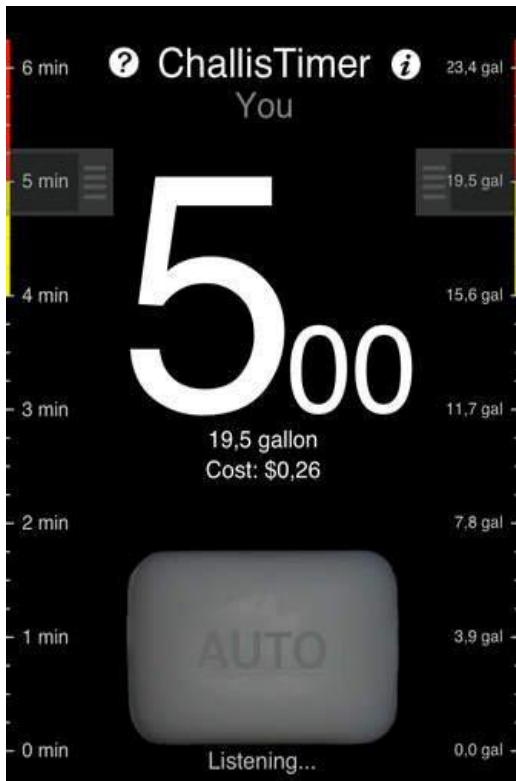 6 min ? ChallisTimer i 23,4 gal
You
5 min 19,5 gal
5 00
4 min 15,6 gal
3 min 11,7 gal
19,5 gallon
Cost: $0,26
2 min 7,8 gal
1 min AUTO 3,9 gal
0 min 0,0 gal
Listening...